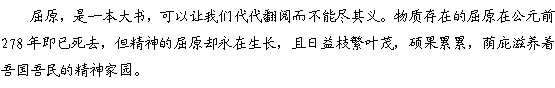 屈原，是一本大书，可以让我们代代翻阅而不能尽其义。物质存在的屈原在公元前
278年即已死去，但精神的屈原却永在生长，且日益枝繁叶茂，硕果累累，荫庇滋养着
吾国吾民的精神家园。